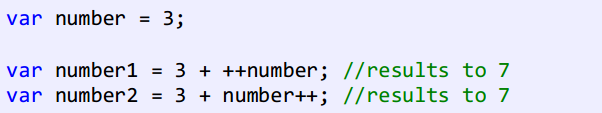 var number = 3;
var number1 = 3 + ++number; //results to 7
var number2 = 3 + number++; //results to 7